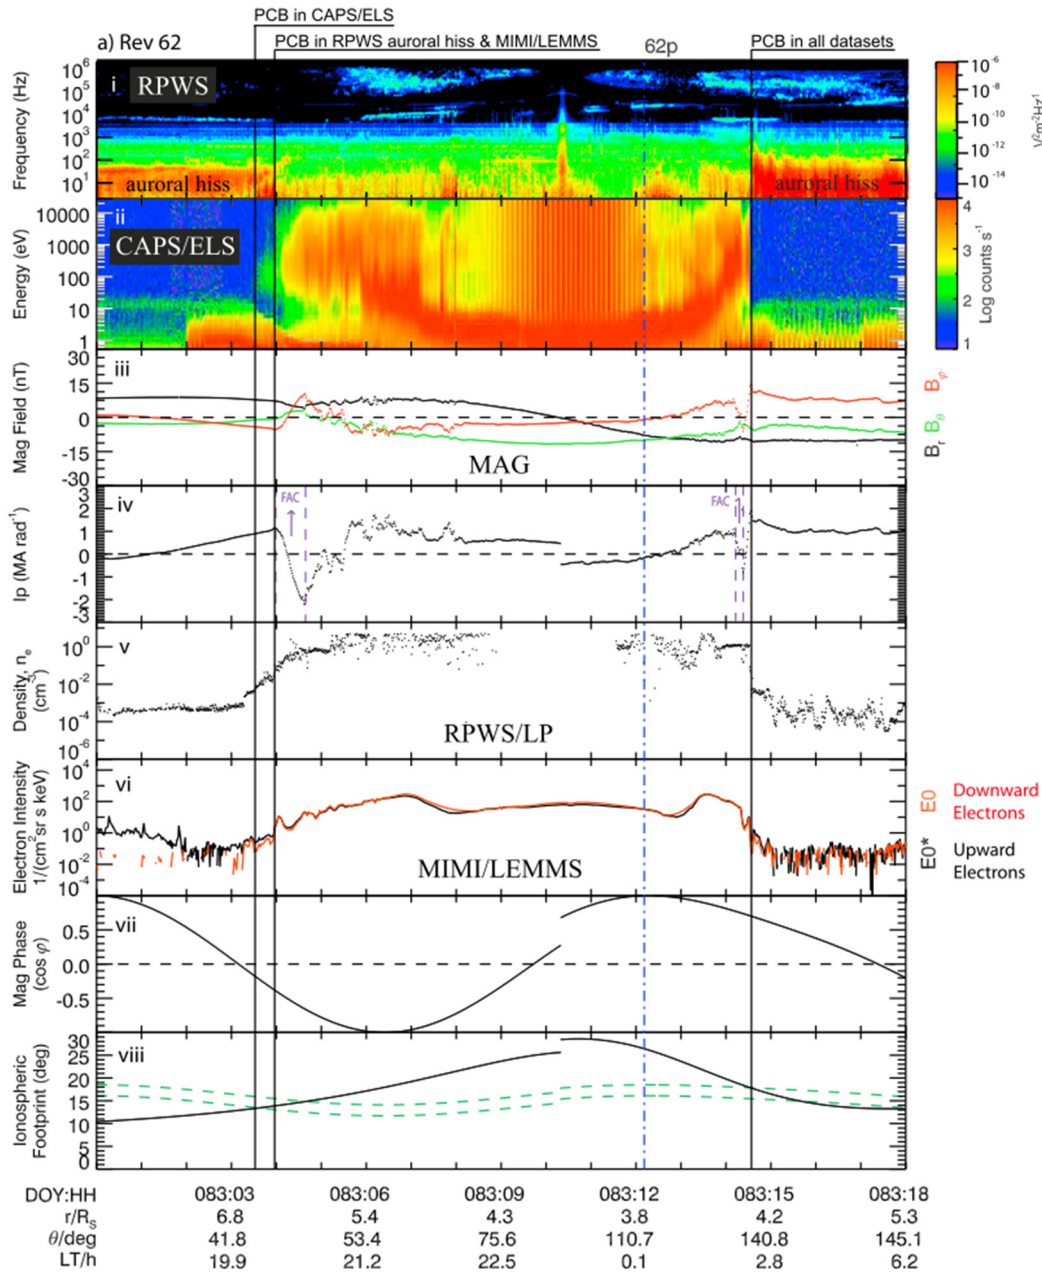 PCB in CAPS/ELS
PCB in RPWS auroral hiss & MIMI/LEMMS
a) Rev 62
62p
PCB in all datasets
i
RPWS
Frequency (Hz)
10⁶
10⁵
10⁴
10³
10²
10¹
auroral hiss
auroral hiss
10⁻⁶
10⁻⁸
10⁻¹⁰
10⁻¹²
10⁻¹⁴
V²m⁻²Hz¹
ii
CAPS/ELS
Energy (eV)
10000
1000
100
10
1
4
3
2
1
Log counts s⁻¹
iii
Mag Field (nT)
30
15
0
-15
-30
MAG
Bᵣ Bθ Bφ
iv
Ip (MA rad⁻¹)
3
2
1
0
-1
-2
-3
FAC
FAC
v
Density nₑ
(cm⁻³)
10⁰
10⁻²
10⁻⁴
10⁻⁶
RPWS/LP
vi
Electron Intensity
1/(cm²sr s keV)
10⁴
10²
10⁰
10⁻²
10⁻⁴
MIMI/LEMMS
E0* E0
Downward
Electrons
Upward
Electrons
vii
Mag Phase
(cos φ)
0.5
0.0
-0.5
viii
Ionospheric
Footprint (deg)
30
25
20
15
10
5
0
DOY:HH 083:03 083:06 083:09 083:12 083:15 083:18
r/Rₛ 6.8 5.4 4.3 3.8 4.2 5.3
θ/deg 41.8 53.4 75.6 110.7 140.8 145.1
LT/h 19.9 21.2 22.5 0.1 2.8 6.2